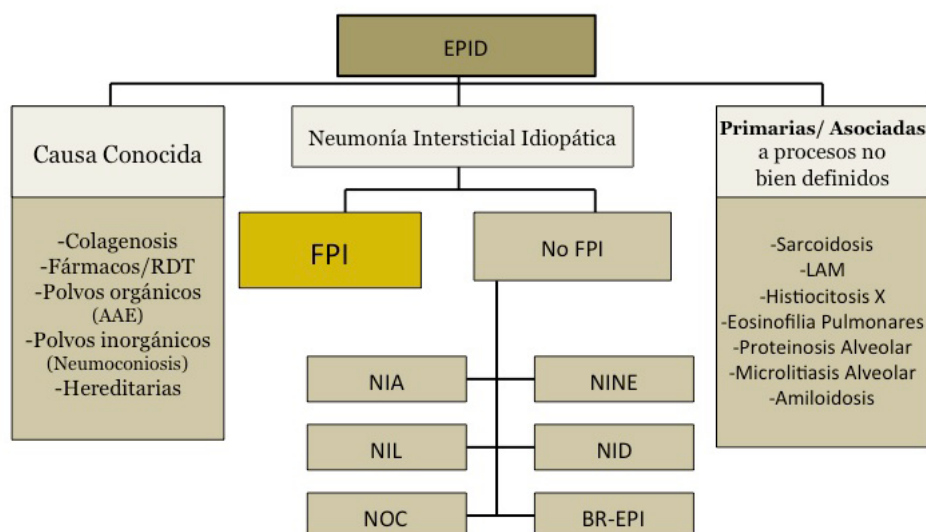 EPID
Causa Conocida
-Colagenosis
-Fármacos/RDT
-Polvos orgánicos
(AAE)
-Polvos inorgánicos
(Neumoconiosis)
-Hereditarias
Neumonía Intersticial Idiopática
FPI
No FPI
NIA
NINE
NIL
NID
NOC
BR-EPI
Primarias/ Asociadas
a procesos no
bien definidos
-Sarcoidosis
-LAM
-Histiocitosis X
-Eosinofilia Pulmonares
-Proteinosis Alveolar
-Microlitiasis Alveolar
-Amiloidosis